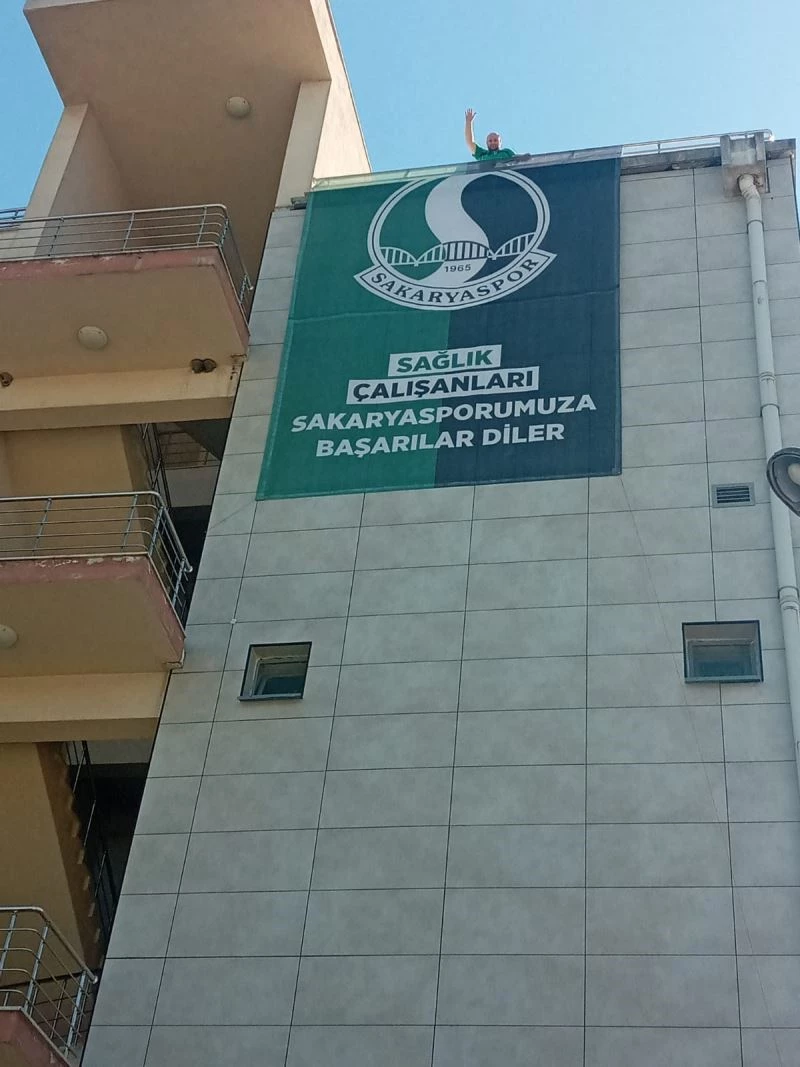 1965
SAKARYASPOR
SAĞLIK
ÇALIŞANLARI
SAKARYASPORUMUZA
BAŞARILAR DİLER